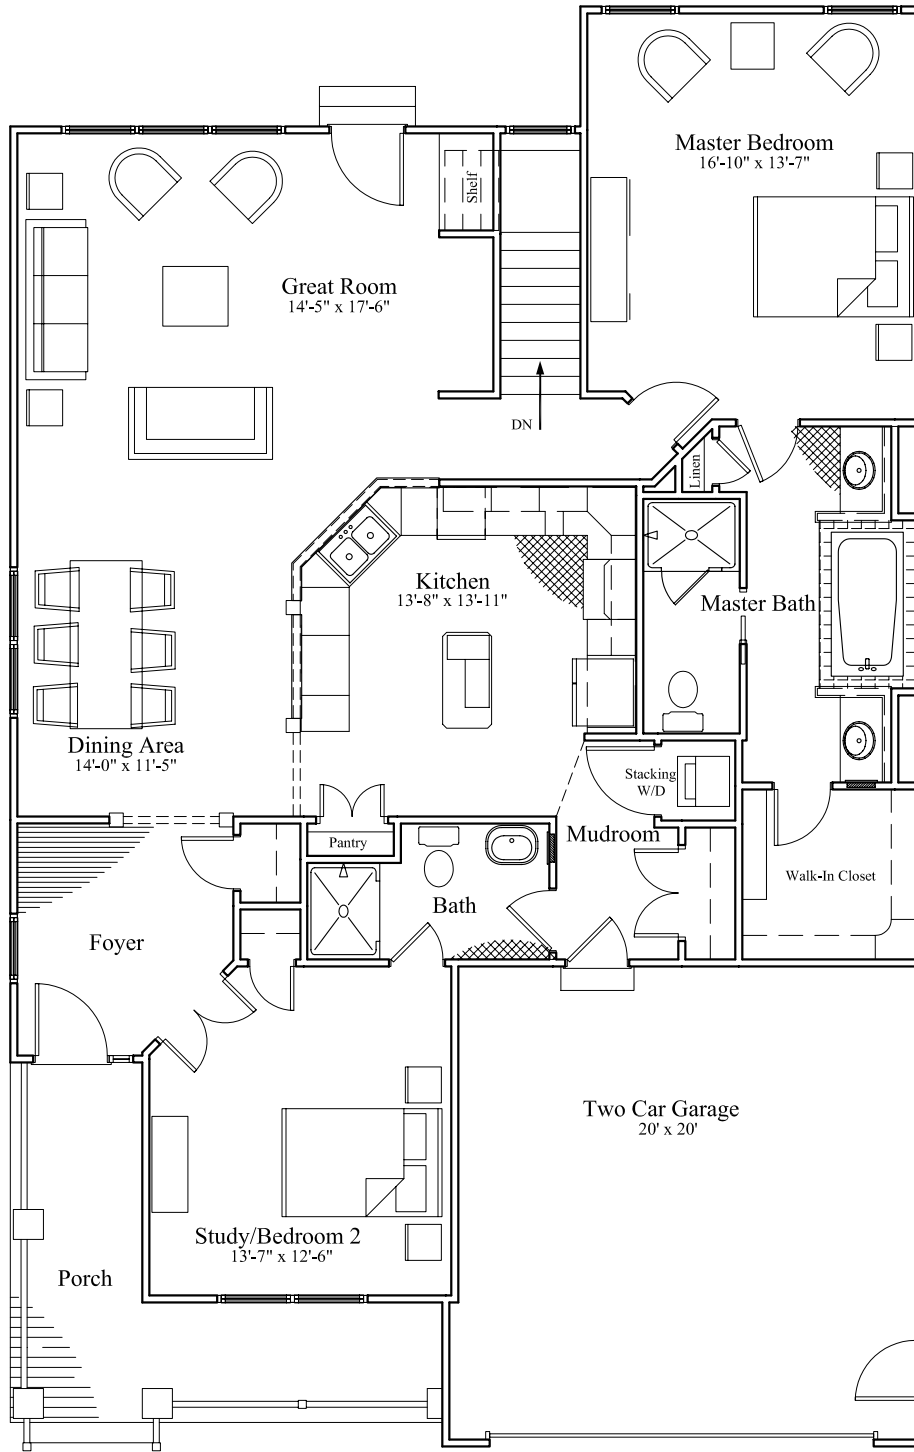 Master Bedroom
16'-10" x 13'-7"
Shelf
Great Room
14'-5" x 17'-6"
DN
Linen
Kitchen
13'-8" x 13'-11"
Master Bath
Dining Area
14'-0" x 11'-5"
Stacking
W/D
Mudroom
Pantry
Walk-In Closet
Bath
Foyer
Two Car Garage
20' x 20'
Study/Bedroom 2
13'-7" x 12'-6"
Porch